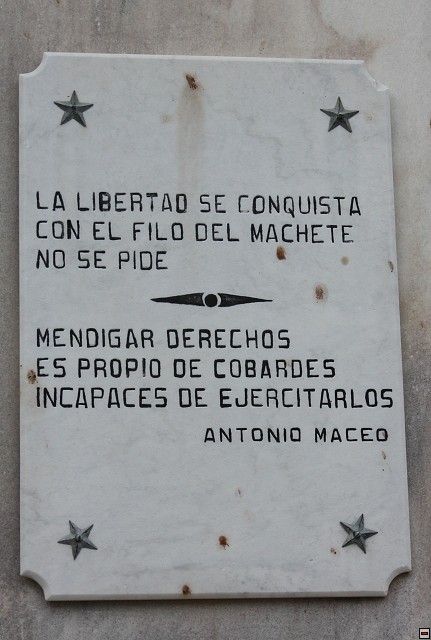 LA LIBERTAD SE CONQUISTA
CON EL FILO DEL MACHETE
NO SE PIDE
MENDIGAR DERECHOS
ES PROPIO DE COBARDES
INCAPACES DE EJERCITARLOS
ANTONIO MACEO